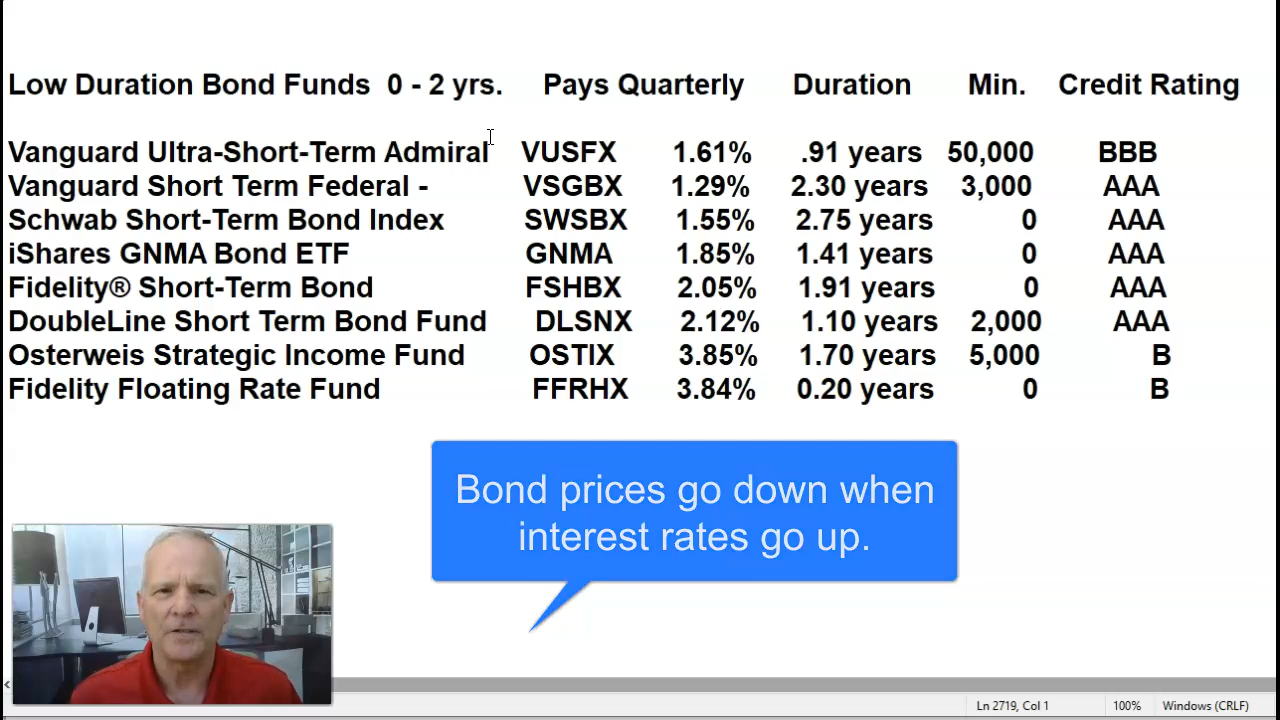 Low Duration Bond Funds 0 - 2 yrs. Pays Quarterly Duration Min. Credit Rating
Vanguard Ultra-Short-Term Admiral VUSFX 1.61% .91 years 50,000 BBB
Vanguard Short Term Federal - VSGBX 1.29% 2.30 years 3,000 AAA
Schwab Short-Term Bond Index SWSBX 1.55% 2.75 years 0 AAA
iShares GNMA Bond ETF GNMA 1.85% 1.41 years 0 AAA
Fidelity® Short-Term Bond FSHBX 2.05% 1.91 years 0 AAA
DoubleLine Short Term Bond Fund DLSNX 2.12% 1.10 years 2,000 AAA
Osterweis Strategic Income Fund OSTIX 3.85% 1.70 years 5,000 B
Fidelity Floating Rate Fund FFRHX 3.84% 0.20 years 0 B
Bond prices go down when
interest rates go up.
Ln 2719, Col 1 100% Windows (CRLF)